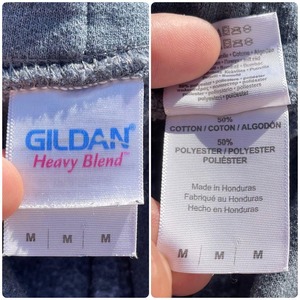 GILDAN®
Heavy Blend™
M M M
50%
COTTON / COTON / ALGODÓN
50%
POLYESTER / POLYESTER
POLIÉSTER
Made in Honduras
Fabriqué au Honduras
Hecho en Honduras
M M M